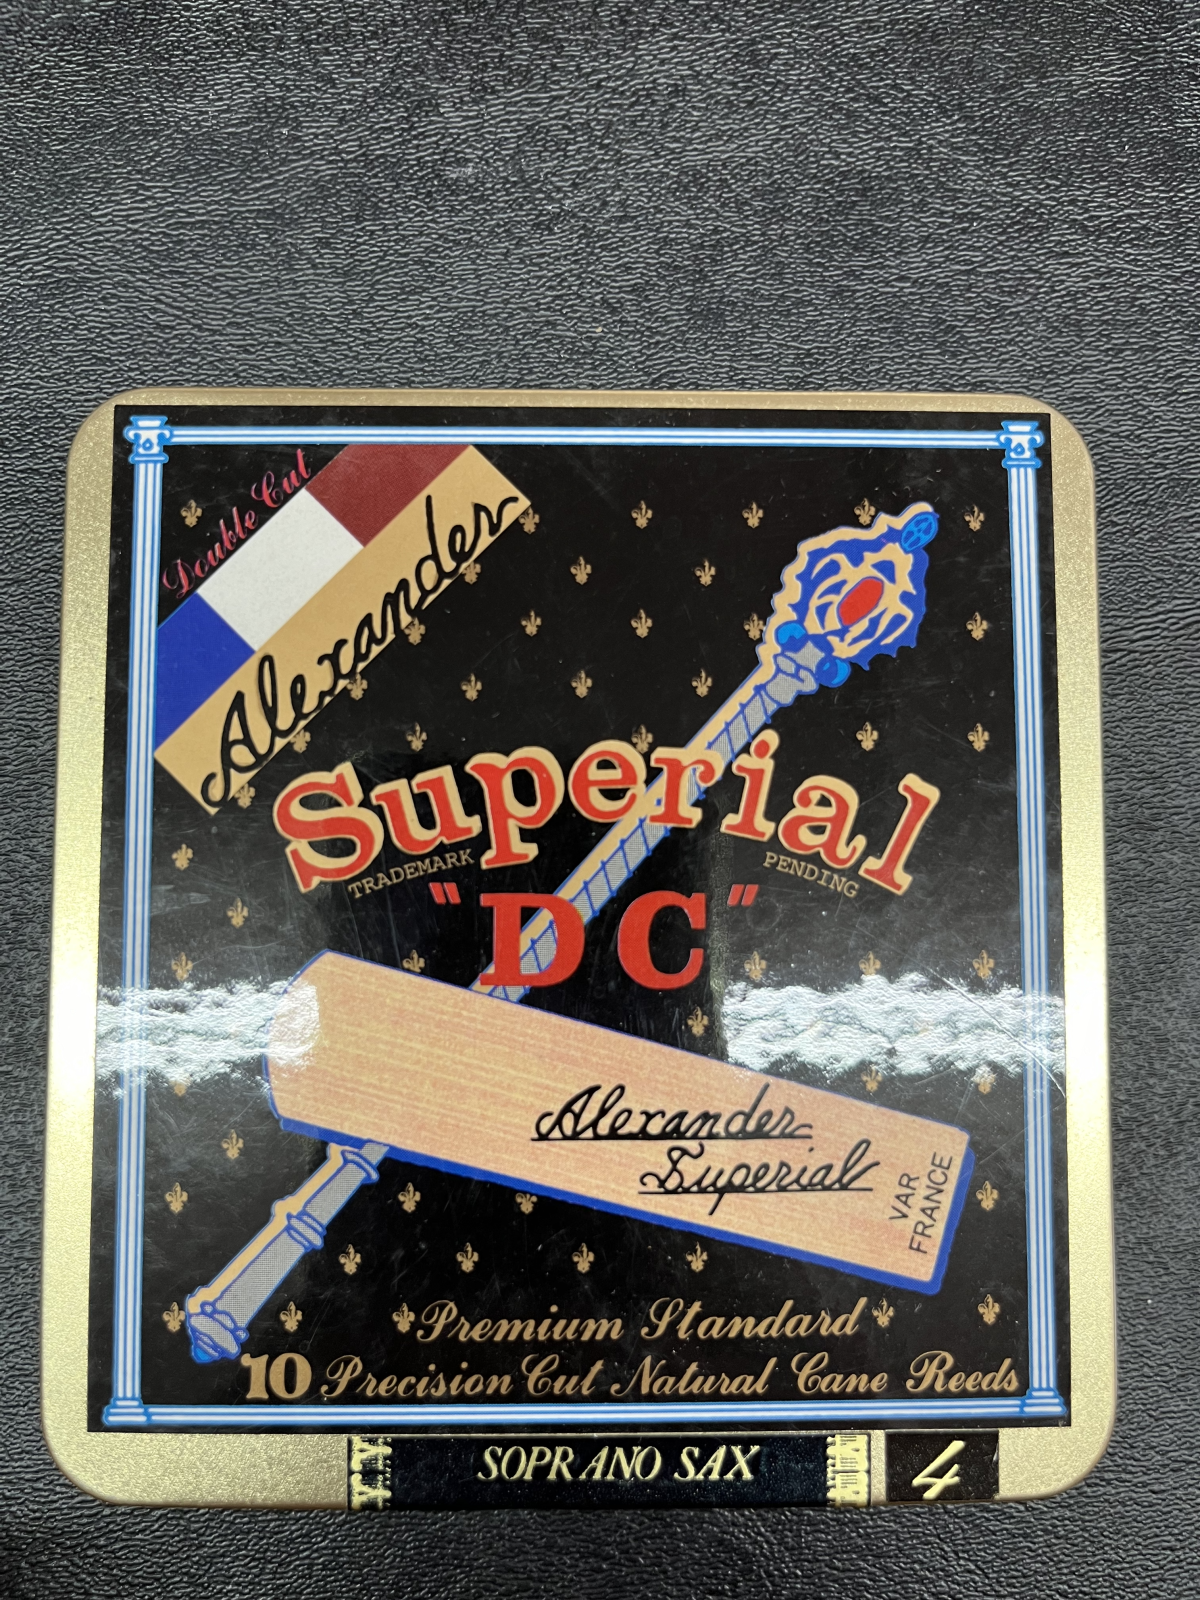 Double Cut
Alexander
Superial
TRADEMARK PENDING
"DC"
Alexander
Superial
VAR
FRANCE
Premium Standard
10 Precision Cut Natural Cane Reeds
SOPRANO SAX 4